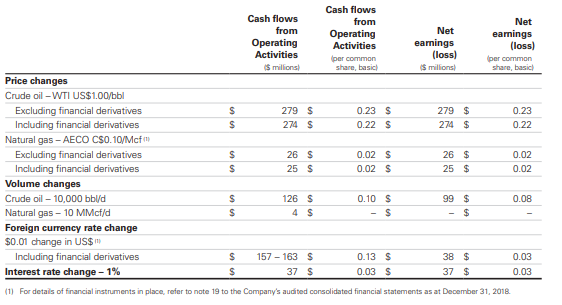 Cash flows from Operating Activities ($ millions) Cash flows from Operating Activities (per common share, basic) Net earnings (loss) ($ millions) Net earnings (loss) (per common share, basic)
Price changes
Crude oil – WTI US$1.00/bbl
Excluding financial derivatives $ 279 $ 0.23 $ 279 $ 0.23
Including financial derivatives $ 274 $ 0.22 $ 274 $ 0.22
Natural gas – AECO C$0.10/Mcf (1)
Excluding financial derivatives $ 26 $ 0.02 $ 26 $ 0.02
Including financial derivatives $ 25 $ 0.02 $ 25 $ 0.02
Volume changes
Crude oil – 10,000 bbl/d $ 126 $ 0.10 $ 99 $ 0.08
Natural gas – 10 MMcf/d $ 4 $ – $ – $ –
Foreign currency rate change
$0.01 change in US$ (1)
Including financial derivatives $ 157 – 163 $ 0.13 $ 38 $ 0.03
Interest rate change – 1% $ 37 $ 0.03 $ 37 $ 0.03
(1) For details of financial instruments in place, refer to note 19 to the Company's audited consolidated financial statements as at December 31, 2018.